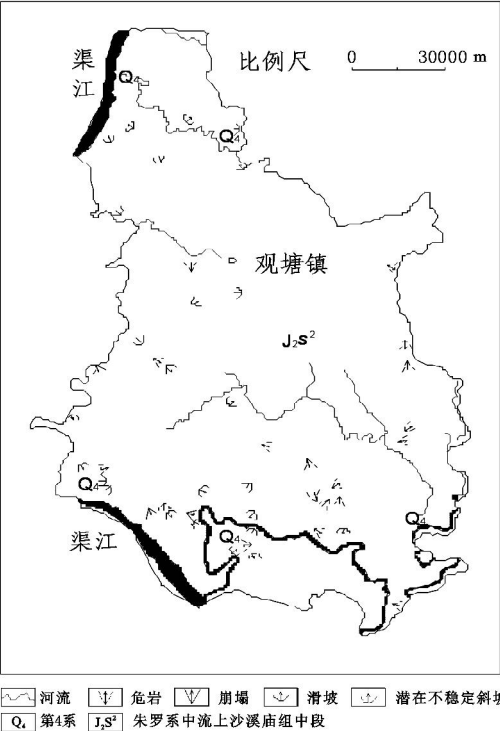 渠江
比例尺
0 30000 m
Q₄
Q₄
观塘镇
J₂s²
Q₄
Q₄
Q₄
渠江
河流 危岩 崩塌 滑坡 潜在不稳定斜坡
Q₄ 第4系 J₂S² 朱罗系中流上沙溪庙组中段